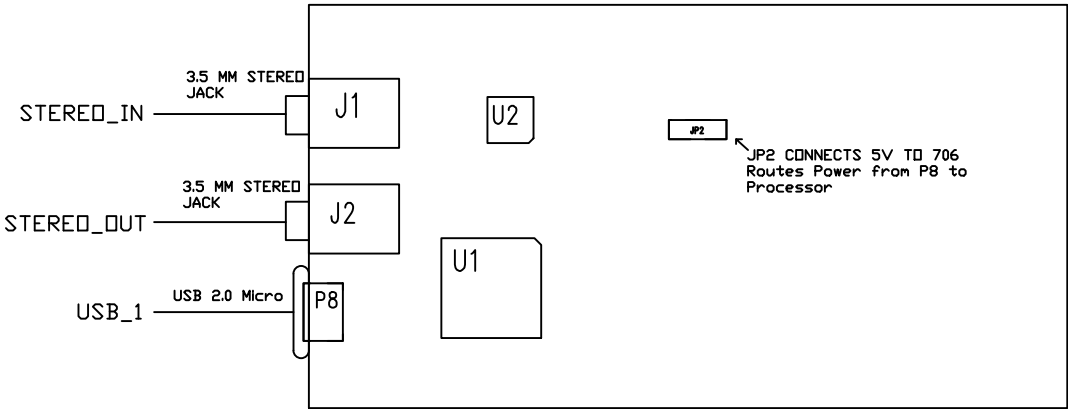 3.5 MM STEREO
JACK
STEREO_IN
J1
U2
JP2
JP2 CONNECTS 5V TO 706
Routes Power from P8 to
Processor
3.5 MM STEREO
JACK
STEREO_OUT
J2
U1
USB 2.0 Micro
USB_1
P8